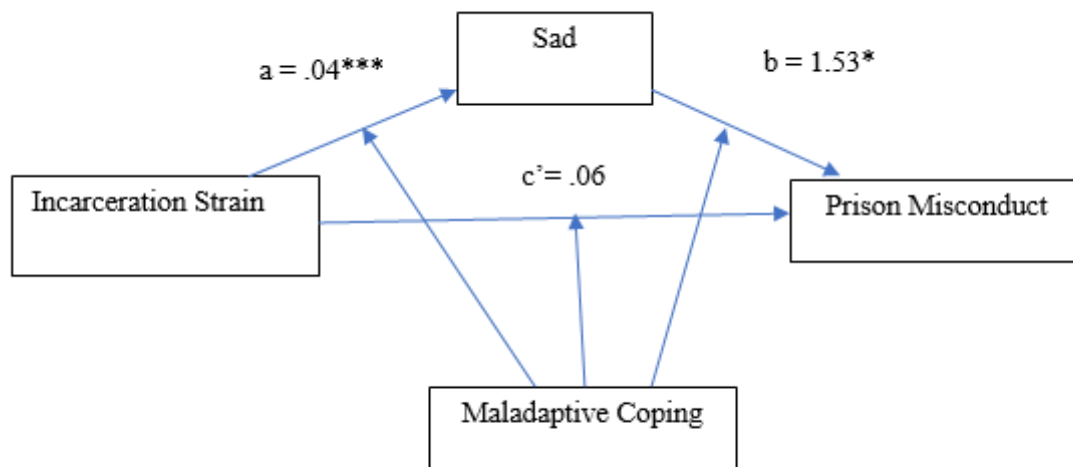 Sad
a = .04***
b = 1.53*
c’= .06
Incarceration Strain
Prison Misconduct
Maladaptive Coping